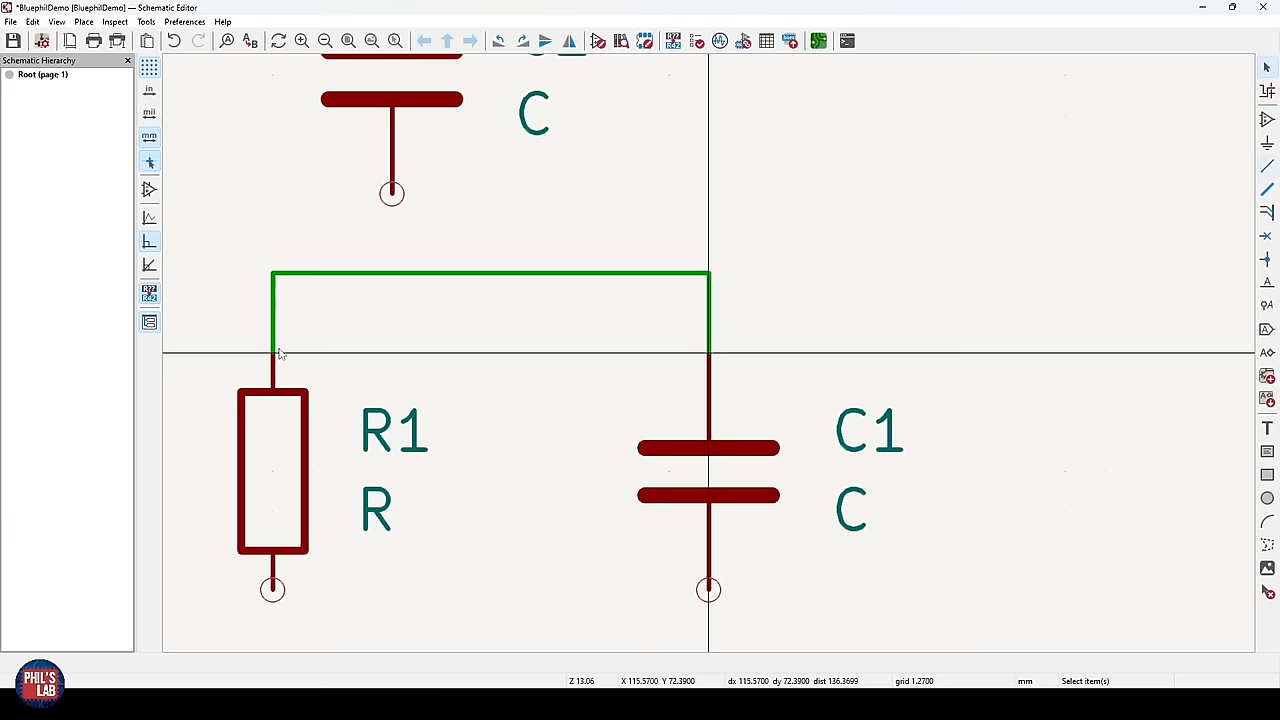 *BluephilDemo [BluephilDemo] — Schematic Editor
File Edit View Place Inspect Tools Preferences Help
Schematic Hierarchy
Root (page 1)
in
mil
mm
C
R1
R
C1
C
PHIL'S
LAB
Z 13.06 X 115.5700 Y 72.3900 dx 115.5700 dy 72.3900 dist 136.3699 grid 1.2700 mm Select item(s)